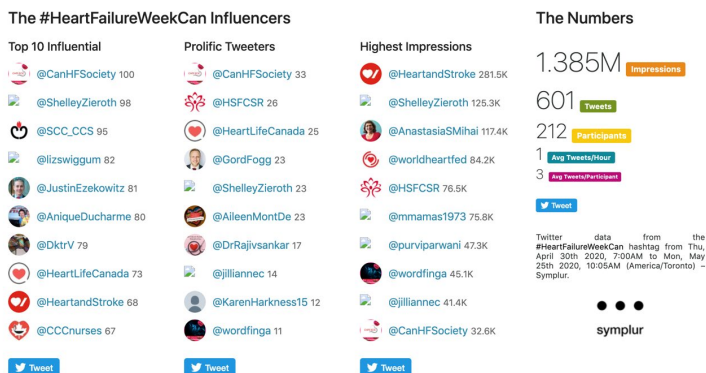 The #HeartFailureWeekCan Influencers
Top 10 Influential
@CanHFSociety 100
@ShelleyZieroth 98
@SCC_CCS 95
@lizswiggum 82
@JustinEzekowitz 81
@AniqueDucharme 80
@DktrV 79
@HeartLifeCanada 73
@HeartandStroke 68
@CCCnurses 67
Tweet
Prolific Tweeters
@CanHFSociety 33
@HSFCSR 26
@HeartLifeCanada 25
@GordFogg 23
@ShelleyZieroth 23
@AileenMontDe 23
@DrRajivsankar 17
@jilliannec 14
@KarenHarkness15 12
@wordfinga 11
Tweet
Highest Impressions
@HeartandStroke 281.5K
@ShelleyZieroth 125.3K
@AnastasiaSMihai 117.4K
@worldheartfed 84.2K
@HSFCSR 76.5K
@mmamas1973 75.8K
@purviparwani 47.3K
@wordfinga 45.1K
@jilliannec 41.4K
@CanHFSociety 32.6K
Tweet
The Numbers
1.385M Impressions
601 Tweets
212 Participants
1 Avg Tweets/Hour
3 Avg Tweets/Participant
Tweet
Twitter data from the
#HeartFailureWeekCan hashtag from Thu,
April 30th 2020, 7:00AM to Mon, May
25th 2020, 10:05AM (America/Toronto) –
Symplur.
symplur